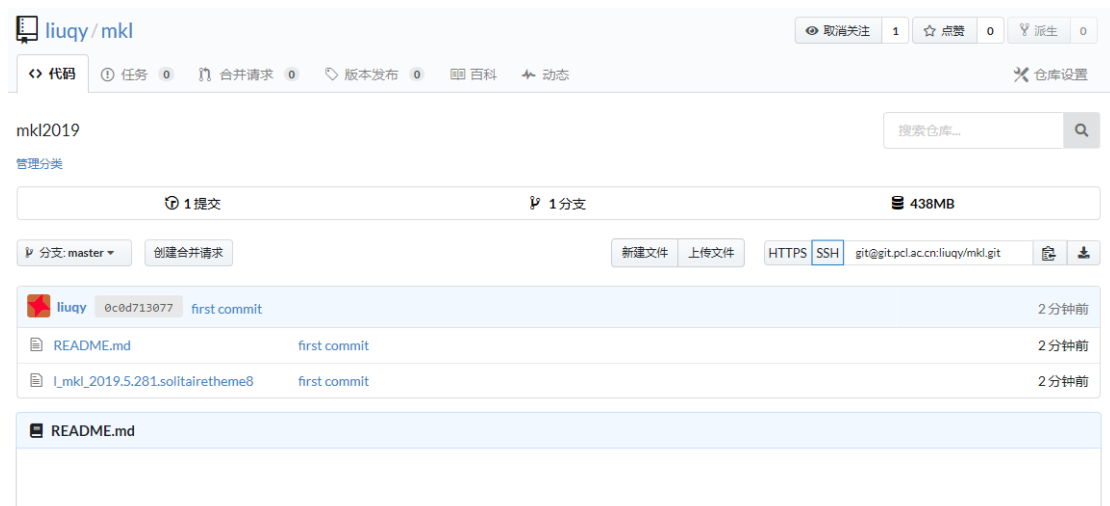 liuqy / mkl 取消关注 1 点赞 0 派生 0
代码 任务 0 合并请求 0 版本发布 0 百科 动态 仓库设置
mkl2019 搜索仓库...
管理分类
1 提交 1 分支 438MB
分支: master 创建合并请求 新建文件 上传文件 HTTPS SSH git@git.pcl.ac.cn:liuqy/mkl.git
liuqy 0c0d713077 first commit 2 分钟前
README.md first commit 2 分钟前
l_mkl_2019.5.281.solitairetheme8 first commit 2 分钟前
README.md